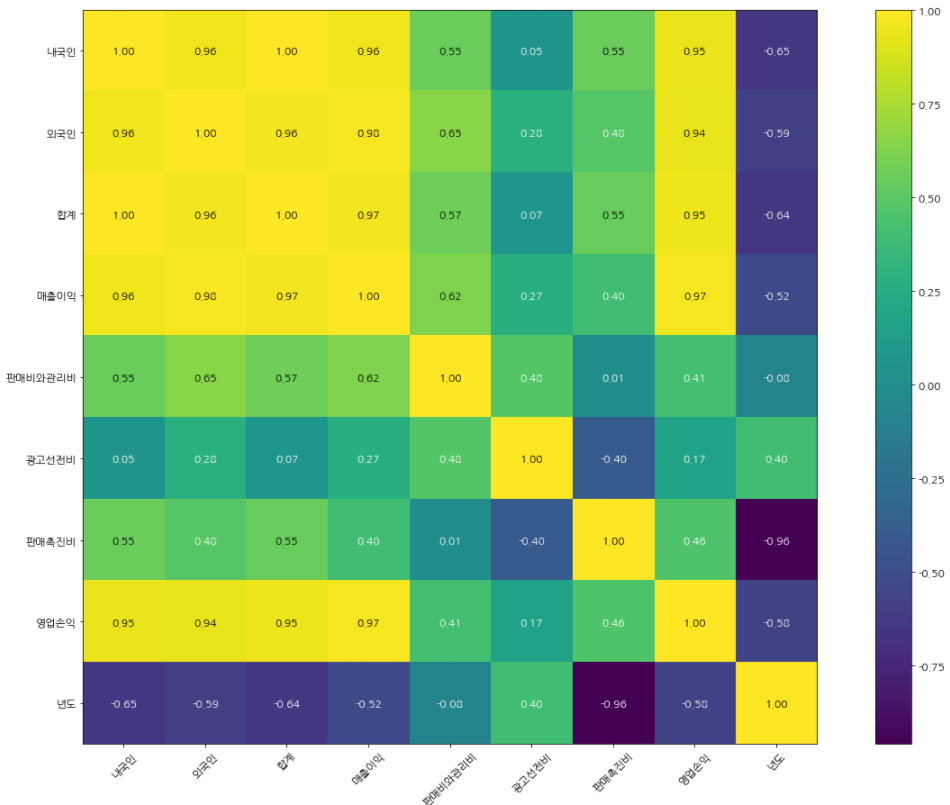 내국인 1.00 0.96 1.00 0.96 0.55 0.05 0.55 0.95 -0.65
외국인 0.96 1.00 0.96 0.98 0.65 0.28 0.48 0.94 -0.59
합계 1.00 0.96 1.00 0.97 0.57 0.07 0.55 0.95 -0.64
매출이익 0.96 0.98 0.97 1.00 0.62 0.27 0.40 0.97 -0.52
판매비와관리비 0.55 0.65 0.57 0.62 1.00 0.48 0.01 0.41 -0.08
광고선전비 0.05 0.28 0.07 0.27 0.48 1.00 -0.40 0.17 0.40
판매촉진비 0.55 0.48 0.55 0.40 0.01 -0.40 1.00 0.46 -0.96
영업손익 0.95 0.94 0.95 0.97 0.41 0.17 0.46 1.00 -0.58
년도 -0.65 -0.59 -0.64 -0.52 -0.08 0.40 -0.96 -0.58 1.00
내국인 외국인 합계 매출이익 판매비와관리비 광고선전비 판매촉진비 영업손익 년도
1.00
0.75
0.50
0.25
0.00
-0.25
-0.50
-0.75